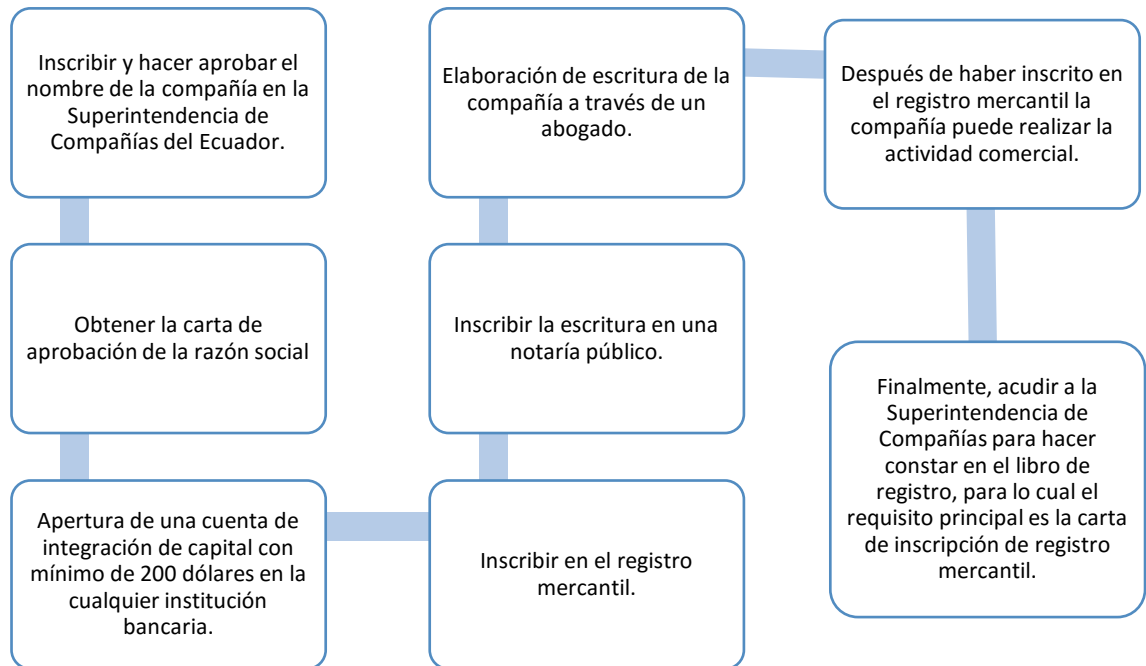 Inscribir y hacer aprobar el
nombre de la compañía en la
Superintendencia de
Compañías del Ecuador.
Obtener la carta de
aprobación de la razón social
Apertura de una cuenta de
integración de capital con
mínimo de 200 dólares en la
cualquier institución
bancaria.
Inscribir en el registro
mercantil.
Inscribir la escritura en una
notaría público.
Elaboración de escritura de la
compañía a través de un
abogado.
Después de haber inscrito en
el registro mercantil la
compañía puede realizar la
actividad comercial.
Finalmente, acudir a la
Superintendencia de
Compañías para hacer
constar en el libro de
registro, para lo cual el
requisito principal es la carta
de inscripción de registro
mercantil.